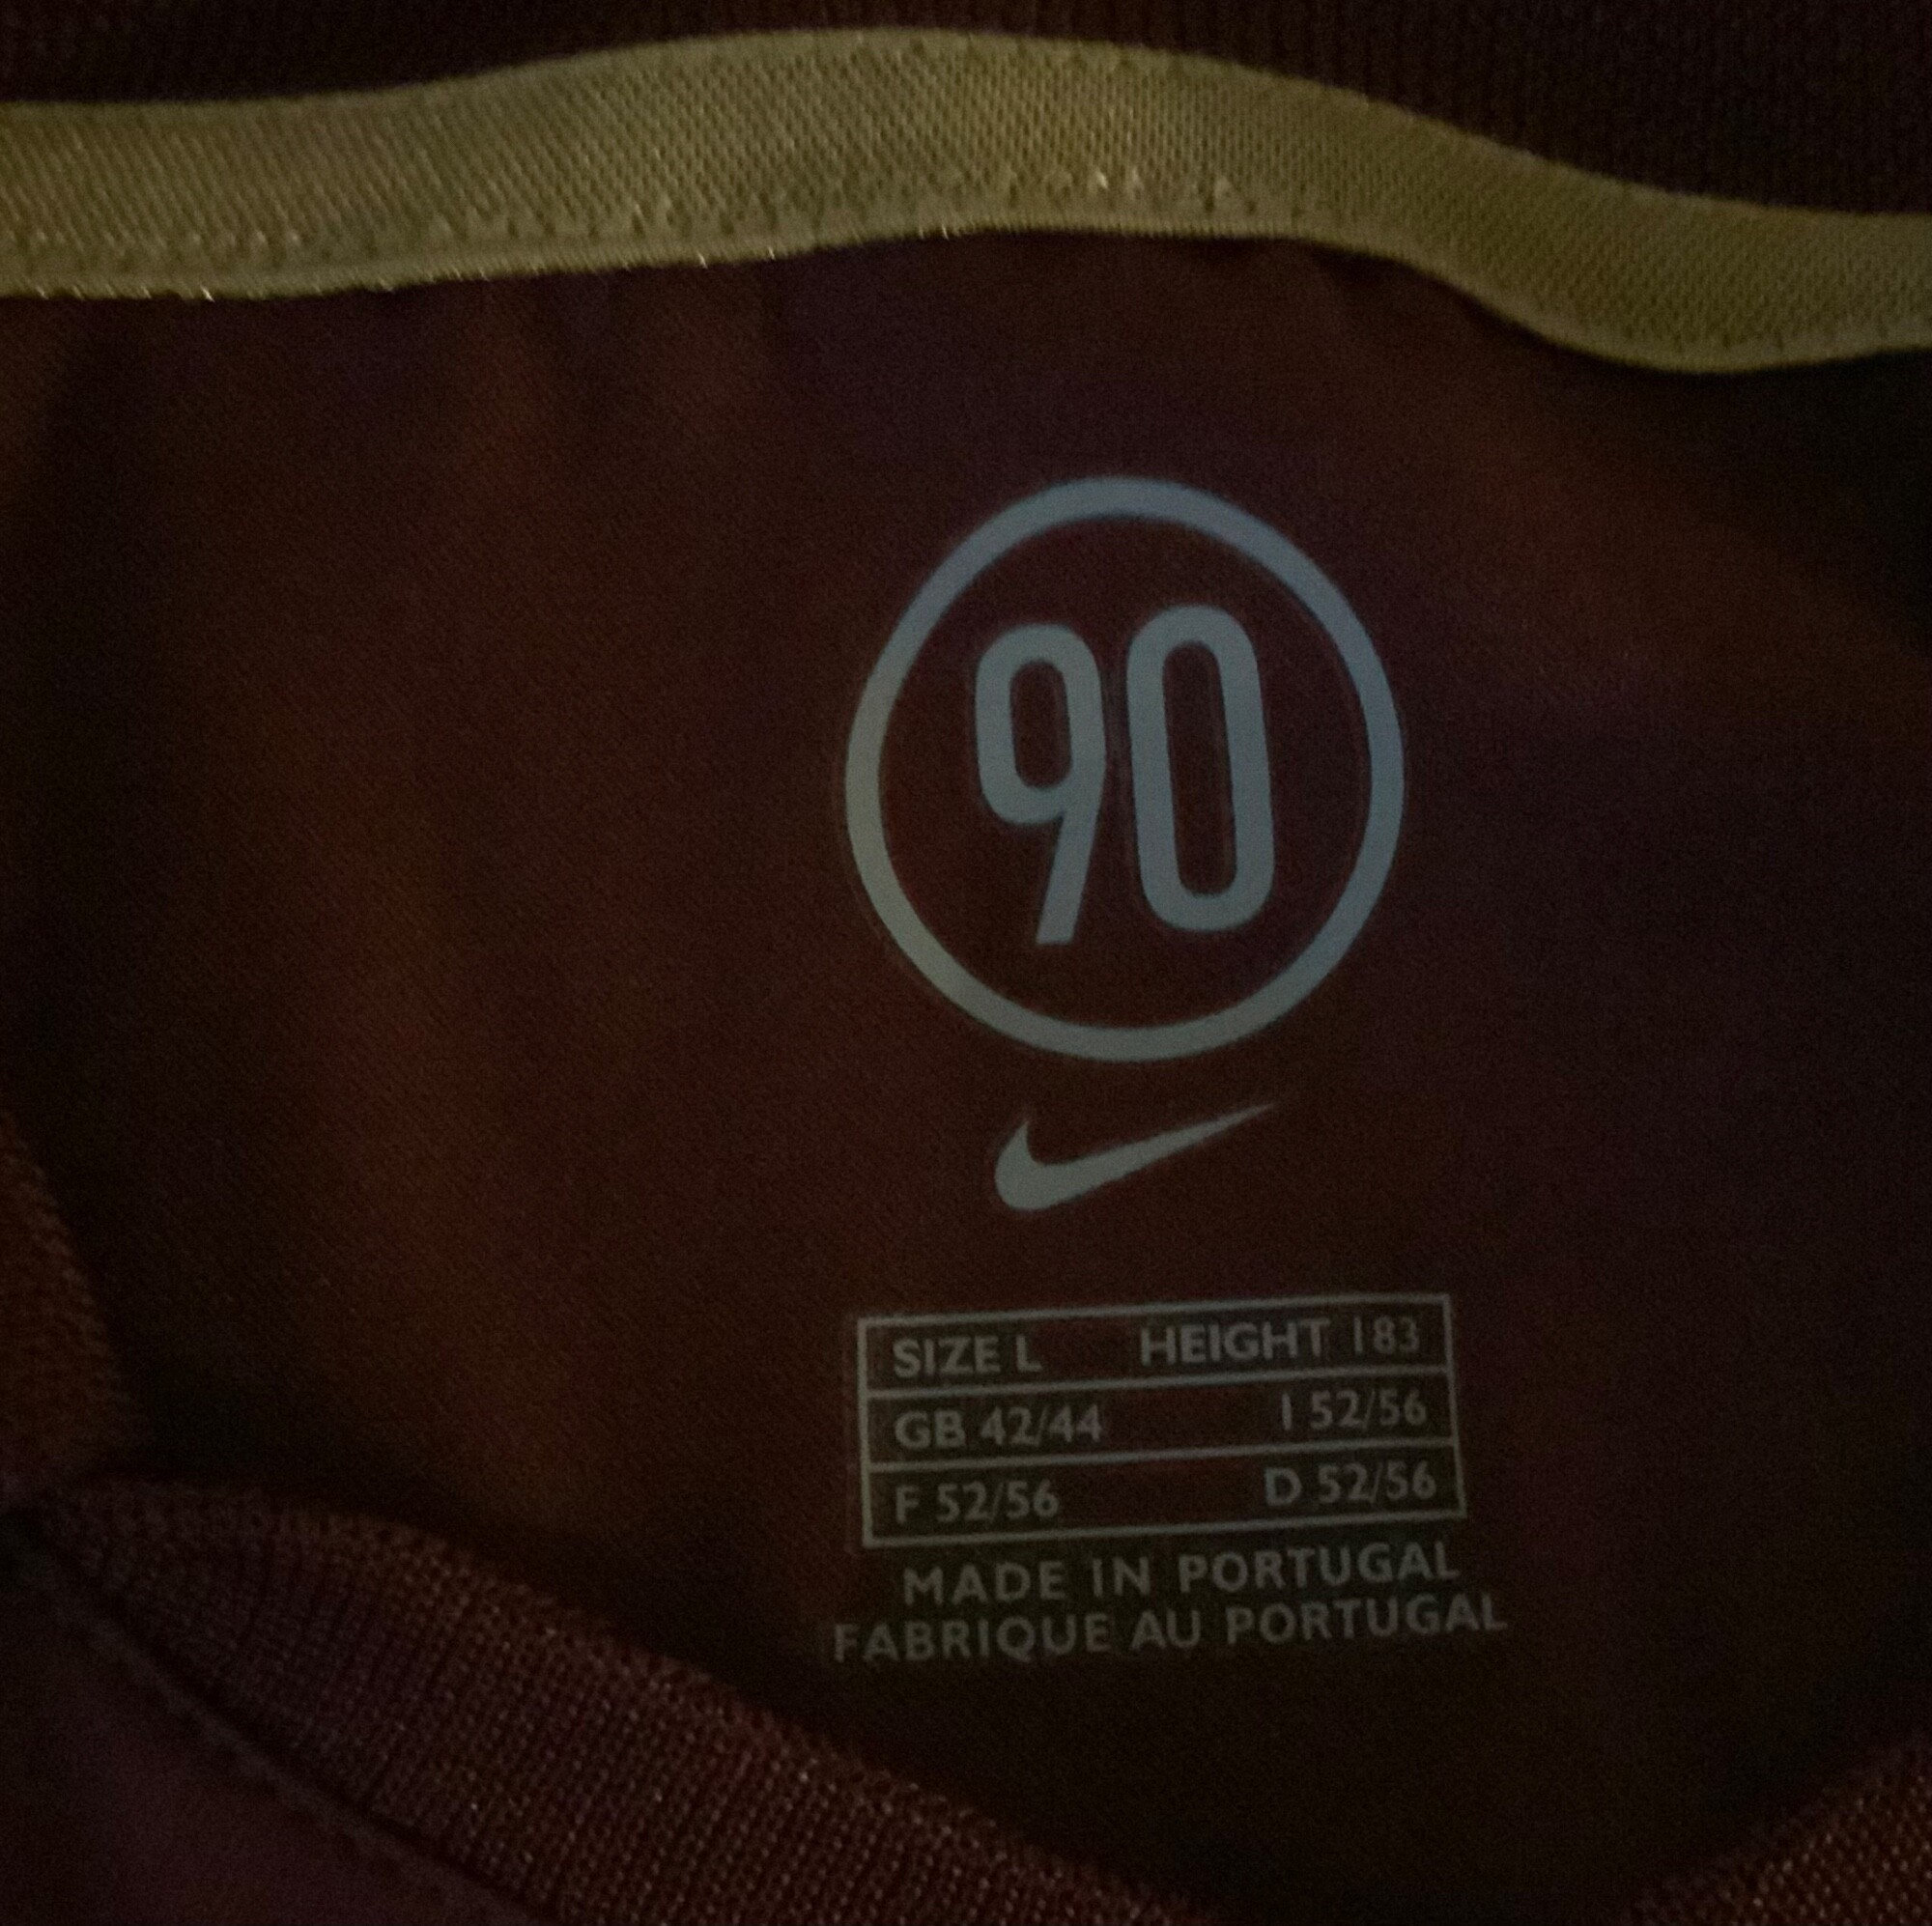 90
SIZE L HEIGHT 183
GB 42/44 I 52/56
F 52/56 D 52/56
MADE IN PORTUGAL
FABRIQUE AU PORTUGAL